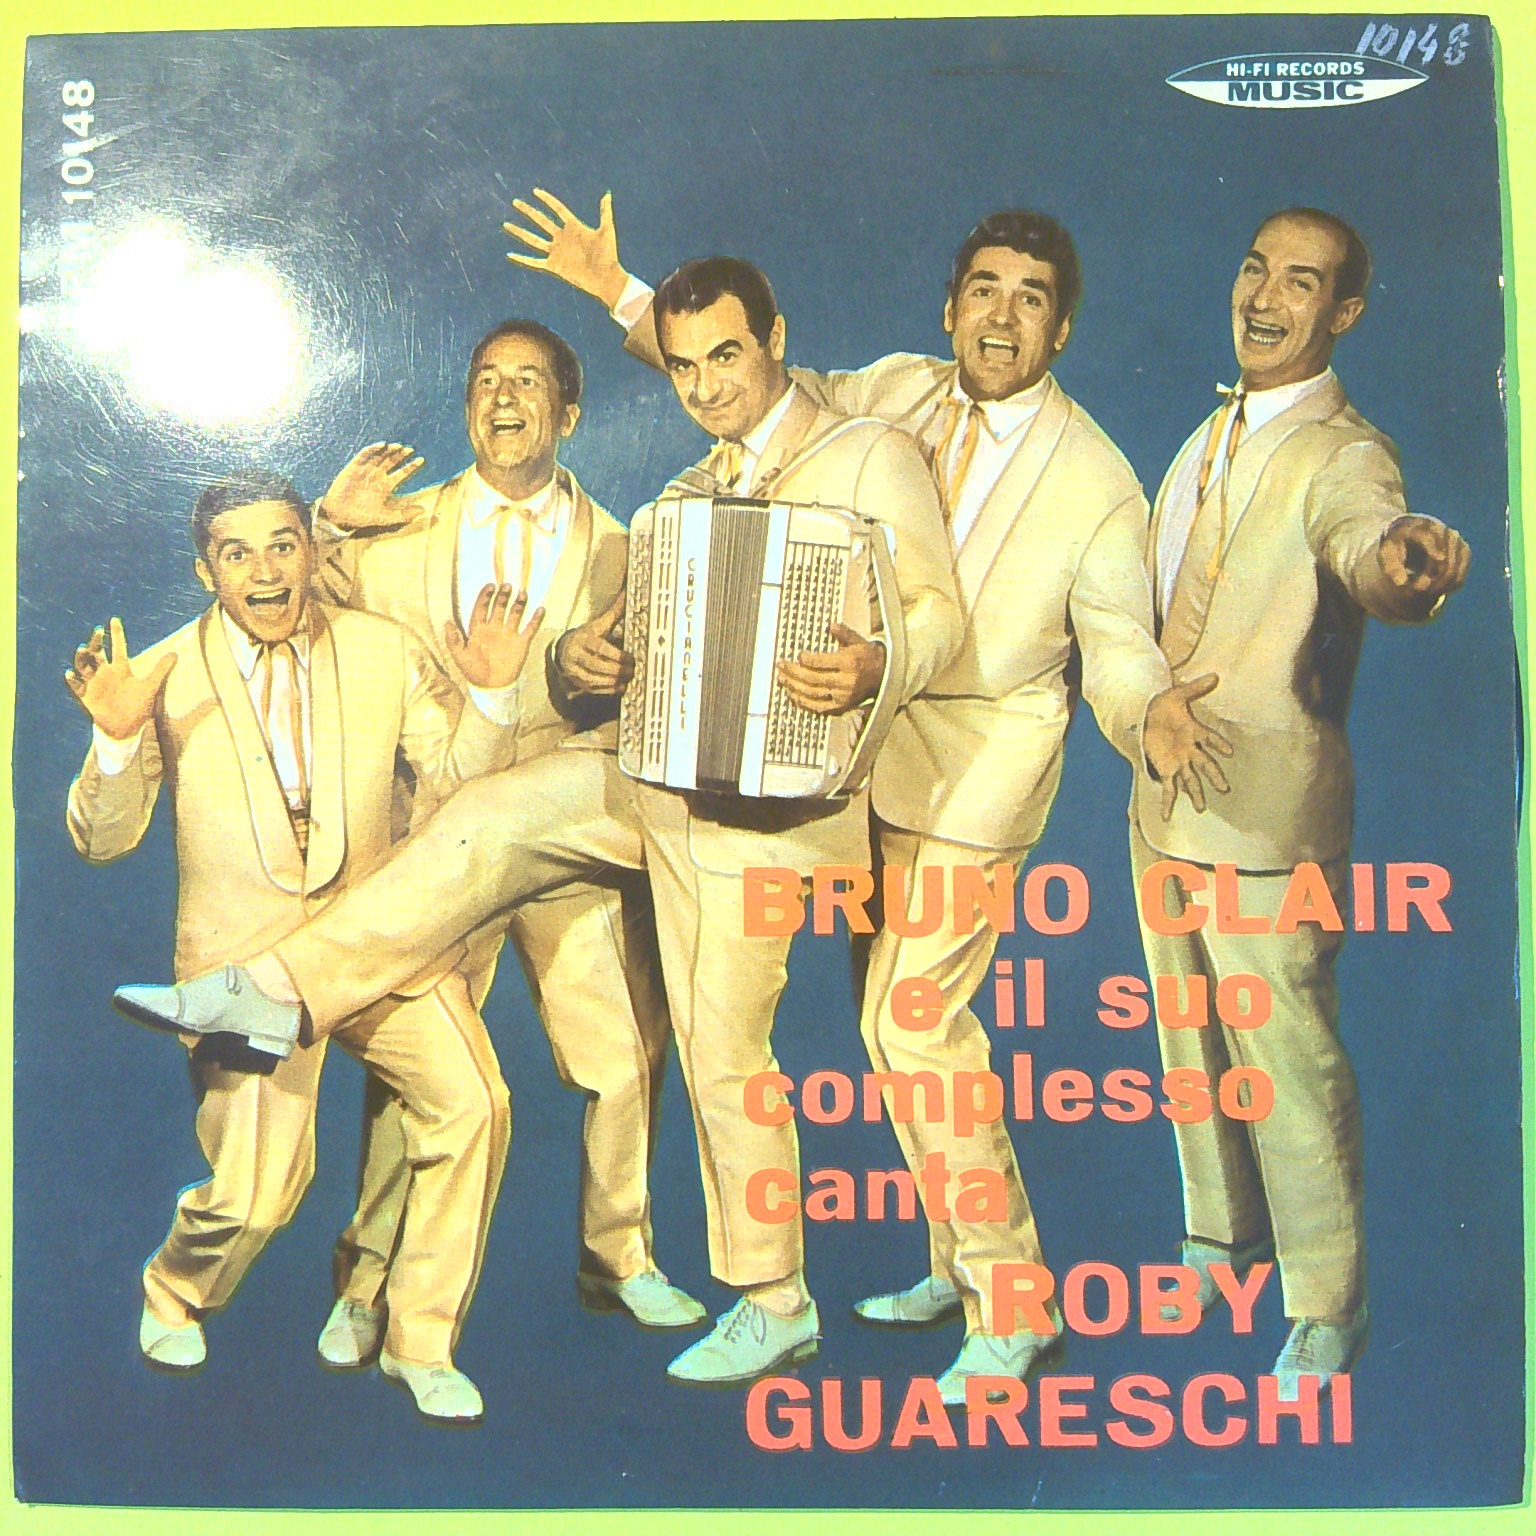 10148
10148
HI-FI RECORDS
MUSIC
CRUCIANELLI
BRUNO CLAIR
e il suo
complesso
canta
ROBY
GUARESCHI